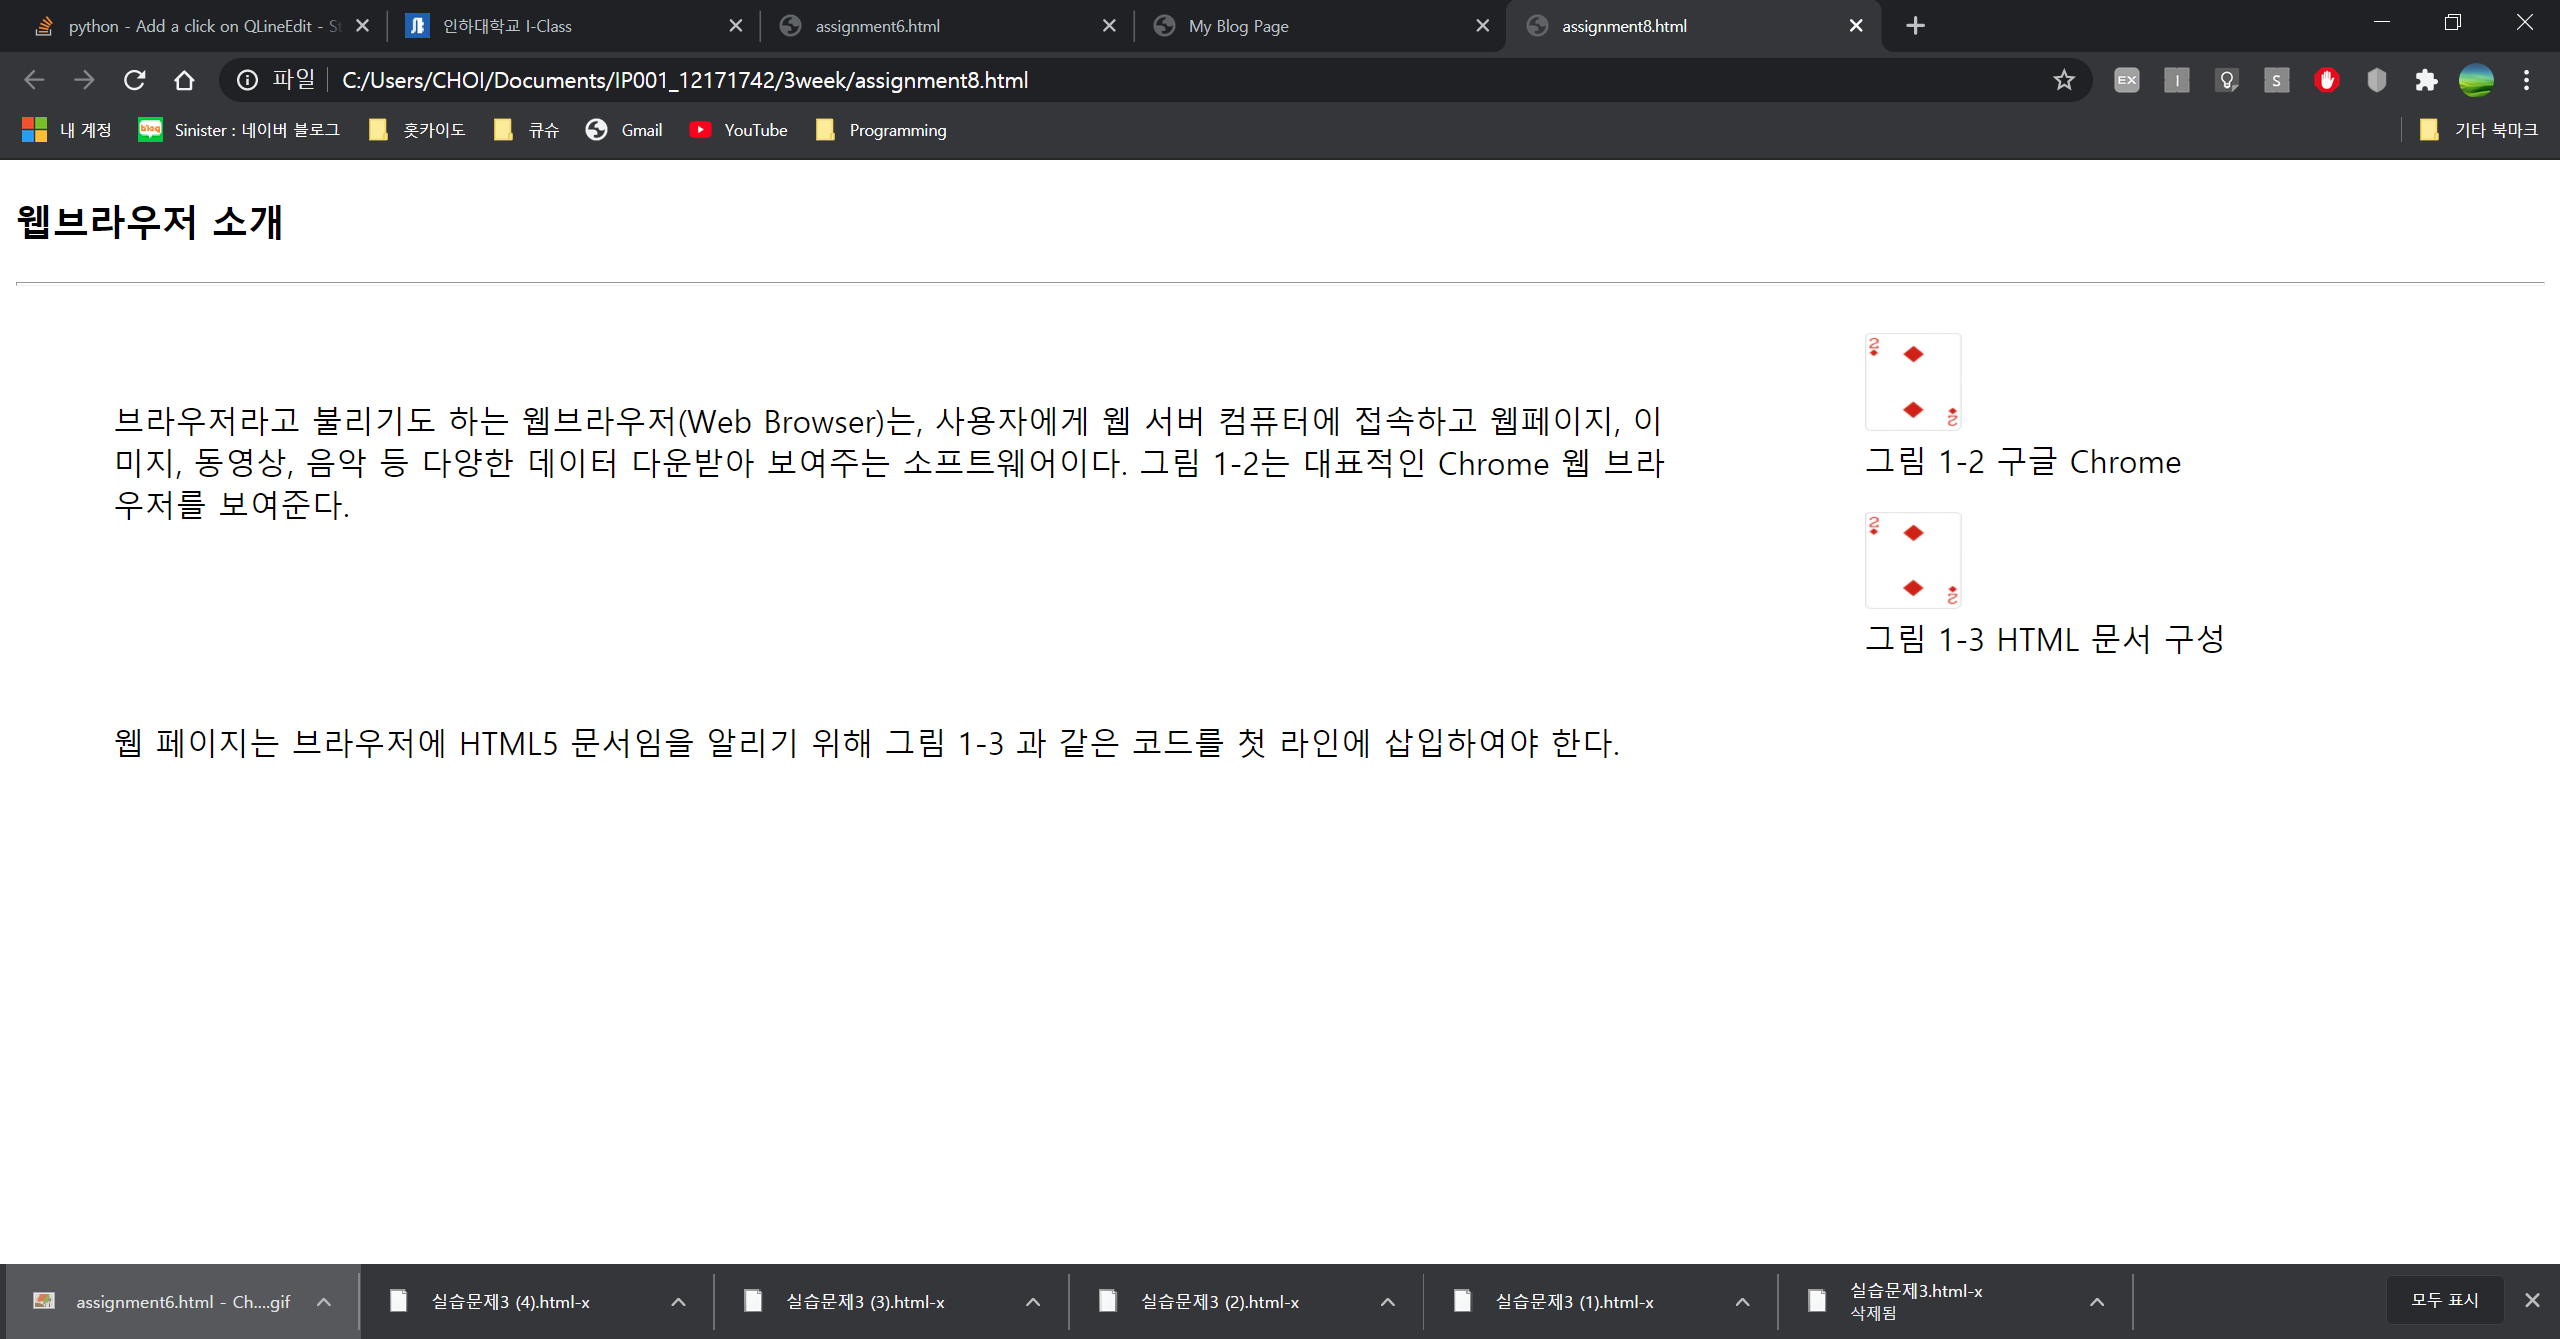 python - Add a click on QLineEdit - St
인하대학교 I-Class
assignment6.html
My Blog Page
assignment8.html
파일
C:/Users/CHOI/Documents/IP001_12171742/3week/assignment8.html
EX
I
S
내 계정
blog
Sinister : 네이버 블로그
홋카이도
큐슈
Gmail
YouTube
Programming
기타 북마크
웹브라우저 소개
브라우저라고 불리기도 하는 웹브라우저(Web Browser)는, 사용자에게 웹 서버 컴퓨터에 접속하고 웹페이지, 이
미지, 동영상, 음악 등 다양한 데이터 다운받아 보여주는 소프트웨어이다. 그림 1-2는 대표적인 Chrome 웹 브라
우저를 보여준다.
2
2
그림 1-2 구글 Chrome
2
2
그림 1-3 HTML 문서 구성
웹 페이지는 브라우저에 HTML5 문서임을 알리기 위해 그림 1-3 과 같은 코드를 첫 라인에 삽입하여야 한다.
assignment6.html - Ch....gif
실습문제3 (4).html-x
실습문제3 (3).html-x
실습문제3 (2).html-x
실습문제3 (1).html-x
실습문제3.html-x
삭제됨
모두 표시